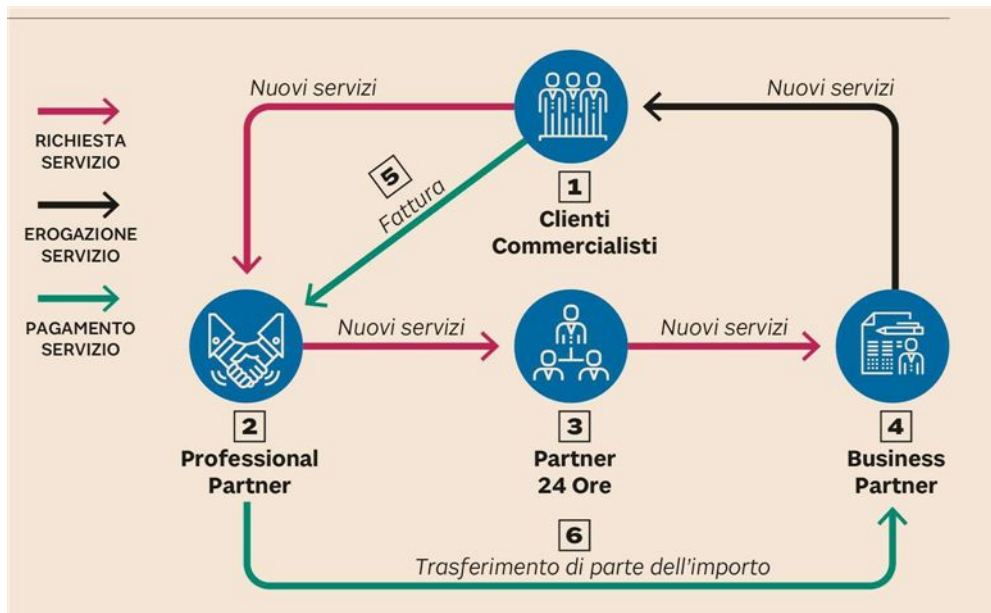 Nuovi servizi
Nuovi servizi
RICHIESTA
SERVIZIO
5
Fattura
1
Clienti
Commercialisti
EROGAZIONE
SERVIZIO
PAGAMENTO
SERVIZIO
Nuovi servizi
Nuovi servizi
2
Professional
Partner
3
Partner
24 Ore
4
Business
Partner
6
Trasferimento di parte dell'importo